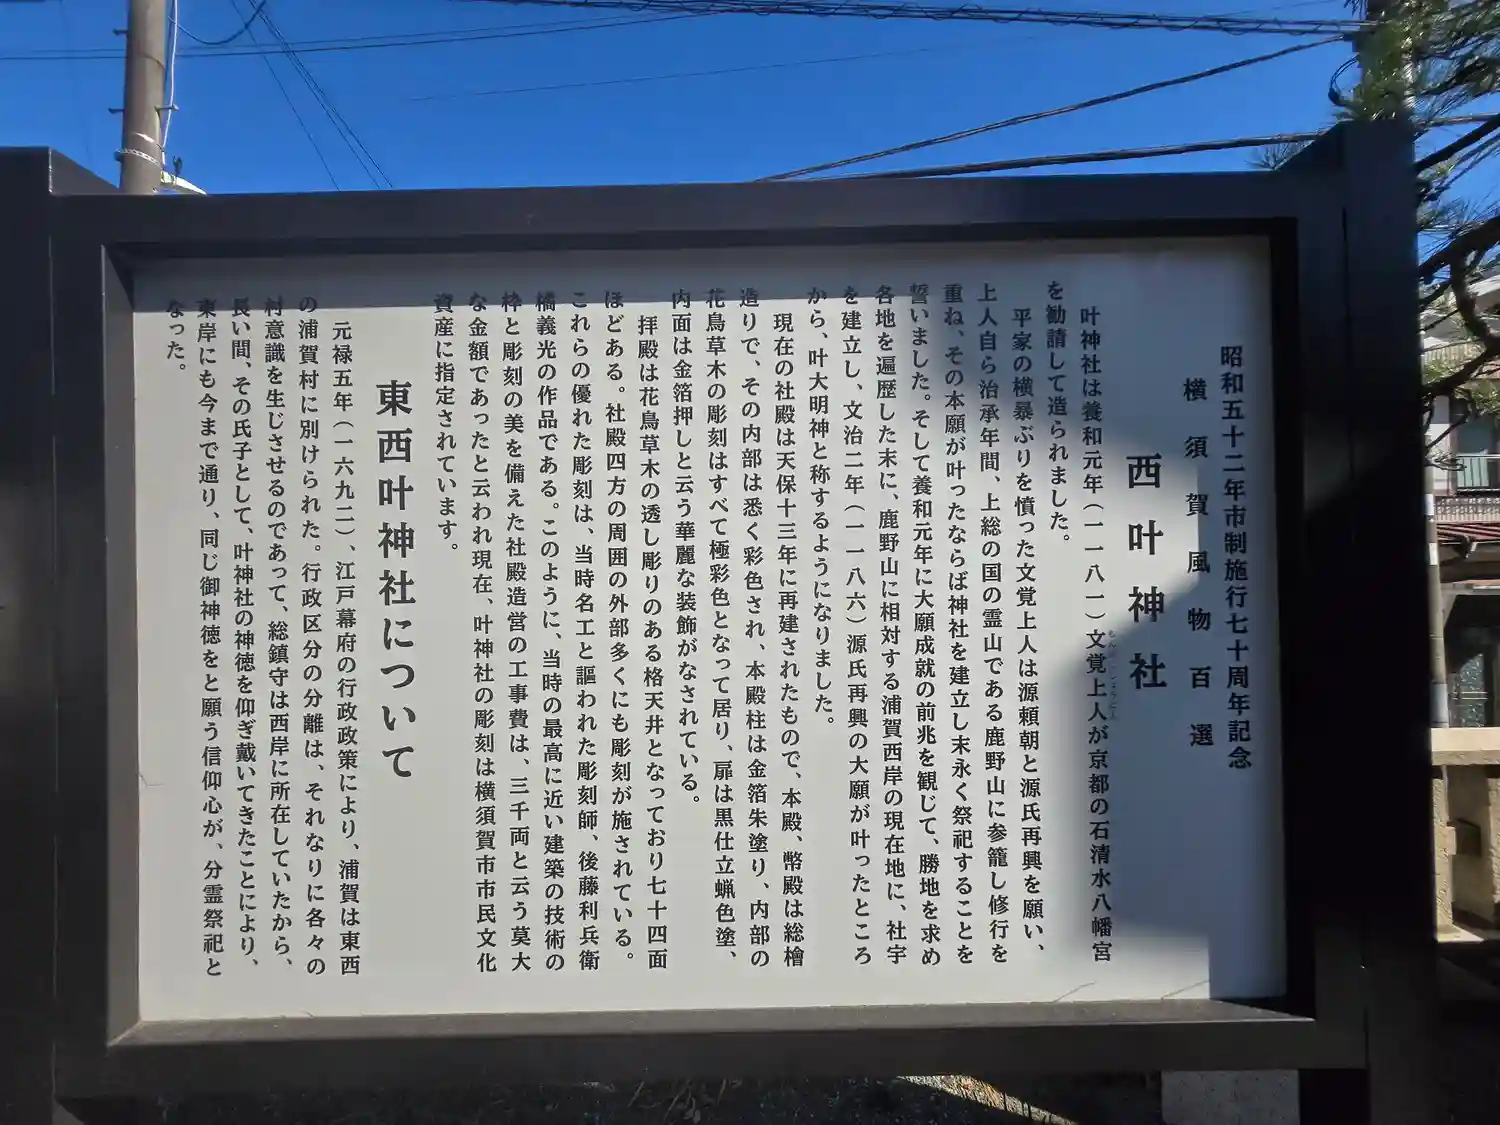 昭和五十二年市制施行七十周年記念
横須賀風物百選
西叶神社
叶神社は養和元年（一一八一）文覚上人が京都の石清水八幡宮
を勧請して造られました。
平家の横暴ぶりを憤った文覚上人は源頼朝と源氏再興を願い、
上人自ら治承年間、上総の国の霊山である鹿野山に参籠し修行を
重ね、その本願が叶ったならば神社を建立し末永く祭祀することを
誓いました。そして養和元年に大願成就の前兆を観じて、勝地を求め
各地を遍歴した末に、鹿野山に相対する浦賀西岸の現在地に、社宇
を建立し、文治二年（一一八六）源氏再興の大願が叶ったところ
から、叶大明神と称するようになりました。
現在の社殿は天保十三年に再建されたもので、本殿、幣殿は総檜
造りで、その内部は悉く彩色され、本殿柱は金箔朱塗り、内部の
花鳥草木の彫刻はすべて極彩色となって居り、扉は黒仕立蝋色塗、
内面は金箔押しと云う華麗な装飾がなされている。
拝殿は花鳥草木の透し彫りのある格天井となっており七十四面
ほどある。社殿四方の周囲の外部多くにも彫刻が施されている。
これらの優れた彫刻は、当時名工と謳われた彫刻師、後藤利兵衛
橘義光の作品である。このように、当時の最高に近い建築の技術の
枠と彫刻の美を備えた社殿造営の工事費は、三千両と云う莫大
な金額であったと云われ現在、叶神社の彫刻は横須賀市市民文化
資産に指定されています。
東西叶神社について
元禄五年（一六九二）、江戸幕府の行政政策により、浦賀は東西
の浦賀村に別けられた。行政区分の分離は、それなりに各々の
村意識を生じさせるのであって、総鎮守は西岸に所在していたから、
長い間、その氏子として、叶神社の神徳を仰ぎ戴いてきたことにより、
東岸にも今まで通り、同じ御神徳をと願う信仰心が、分霊祭祀と
なった。